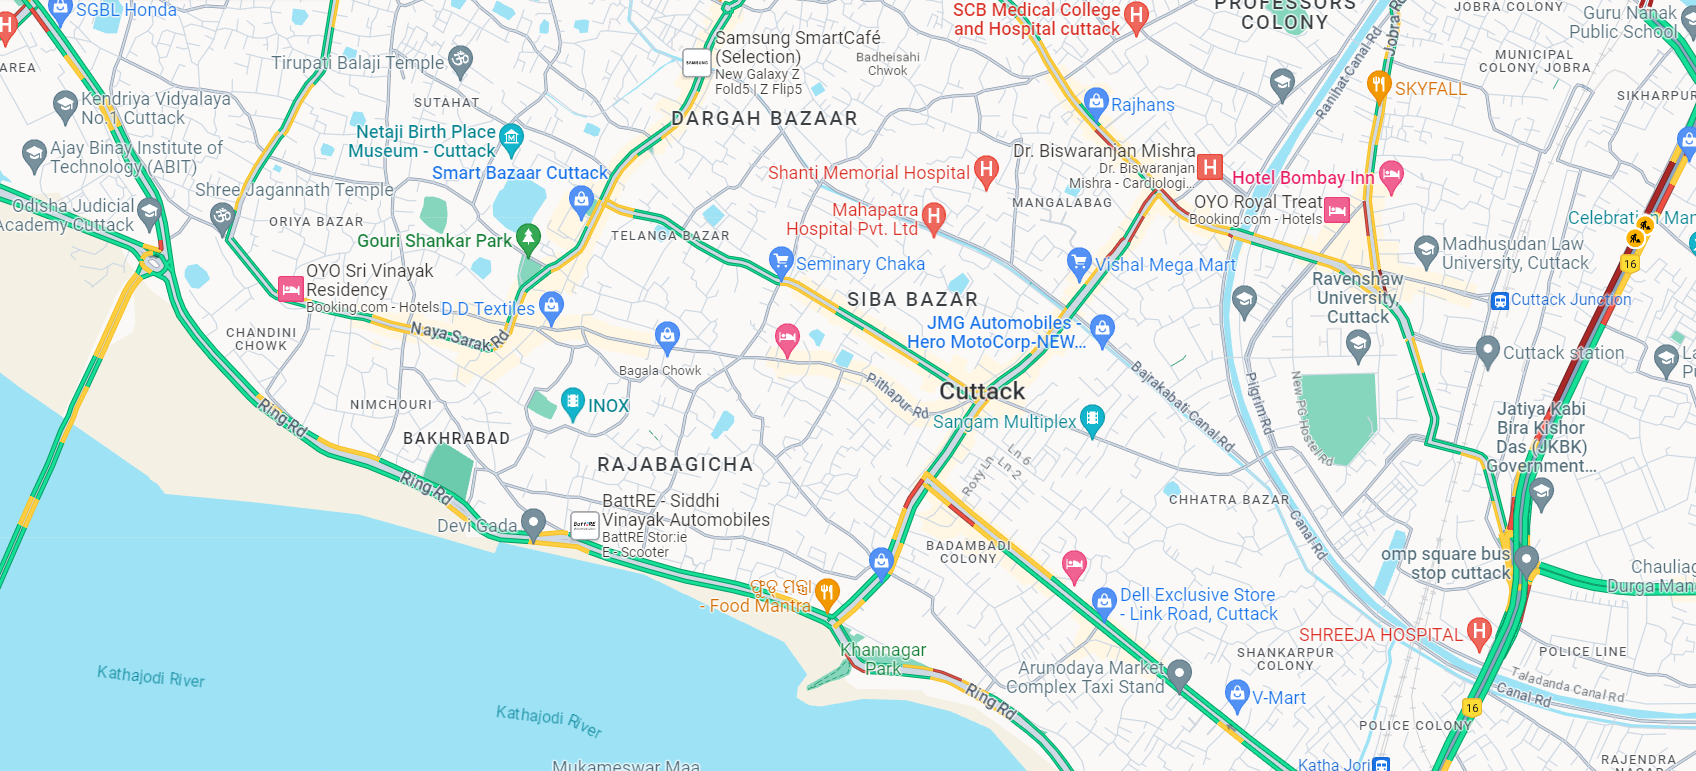 SGBL Honda
AREA
Kendriya Vidyalaya
No.1 Cuttack
Ajay Binay Institute of
Technology (ABIT)
Odisha Judicial
Academy Cuttack
Shree Jagannath Temple
ORIYA BAZAR
Tirupati Balaji Temple
SUTAHAT
Netaji Birth Place
Museum - Cuttack
Smart Bazaar Cuttack
Gouri Shankar Park
OYO Sri Vinayak
Residency
Booking.com - Hotels
D D Textiles
Naya Sarak Rd
CHANDINI
CHOWK
NIMCHOURI
Ring Rd
BAKHRABAD
Ring Rd
Devi Gada
INOX
Bagala Chowk
RAJABAGICHA
BattRE - Siddhi
Vinayak Automobiles
BattRE Stor:ie
E - Scooter
BattRE
- Food Mantra
Khannagar
Park
Ring Rd
Kathajodi River
Kathajodi River
Mukameswar Maa
SAMSUNG
Samsung SmartCafé
(Selection)
New Galaxy Z
Fold5 | Z Flip5
Badheisahi
Chwok
DARGAH BAZAAR
TELANGA BAZAR
Shanti Memorial Hospital
Mahapatra
Hospital Pvt. Ltd
Seminary Chaka
SIBA BAZAR
JMG Automobiles -
Hero MotoCorp-NEW...
Vishal Mega Mart
Pithapur Rd
Cuttack
Sangam Multiplex
Bajrakabati Canal Rd
Roxy Ln
Ln 6
Ln 2
BADAMBADI
COLONY
CHHATRA BAZAR
Dell Exclusive Store
- Link Road, Cuttack
Arunodaya Market
Complex Taxi Stand
V-Mart
SHANKARPUR
COLONY
SHREEJA HOSPITAL
POLICE LINE
POLICE COLONY
Katha Jori
Canal Rd
Taladanda Canal Rd
RAJENDRA
NAGAR
16
SCB Medical College
and Hospital cuttack
PROFESSORS
COLONY
JOBRA COLONY
Guru Nanak
Public School
MUNICIPAL
COLONY, JOBRA
SIKHARPUR
Jobra Rd
Ranihat Canal Rd
SKYFALL
Rajhans
Dr. Biswaranjan Mishra
Dr. Biswaranjan
Mishra - Cardiologi...
MANGALABAG
Hotel Bombay Inn
OYO Royal Treat
Booking.com - Hotels
Madhusudan Law
University, Cuttack
16
Ravenshaw
University,
Cuttack
Cuttack Junction
Cuttack station
Pilgrim Rd
New PG Hostel Rd
Canal Rd
Jatiya Kabi
Bira Kishor
Das (JKBK)
Government...
omp square bus
stop cuttack